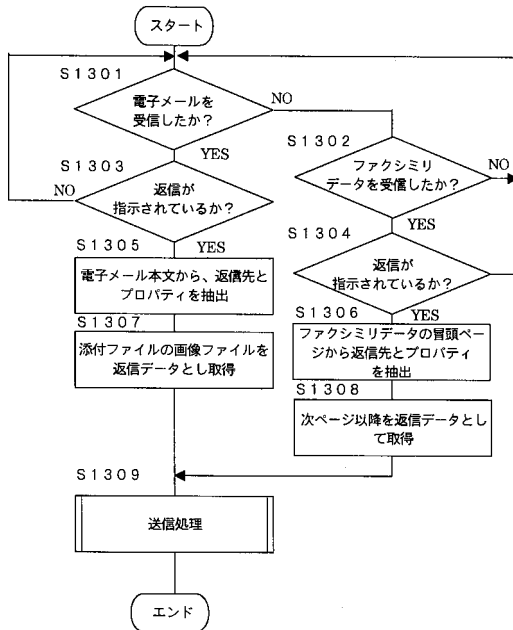 スタート
S1301
電子メールを
受信したか?
NO
S1302
YES
S1303
ファクシミリ
データを受信したか?
NO
NO
返信が
指示されているか?
YES
S1304
YES
S1305
返信が
指示されているか?
電子メール本文から、返信先と
プロパティを抽出
S1306
YES
S1307
ファクシミリデータの冒頭ペー
ジから返信先とプロパティ
を抽出
添付ファイルの画像ファイルを
返信データとし取得
S1308
次ページ以降を返信データとし
て取得
S1309
送信処理
エンド